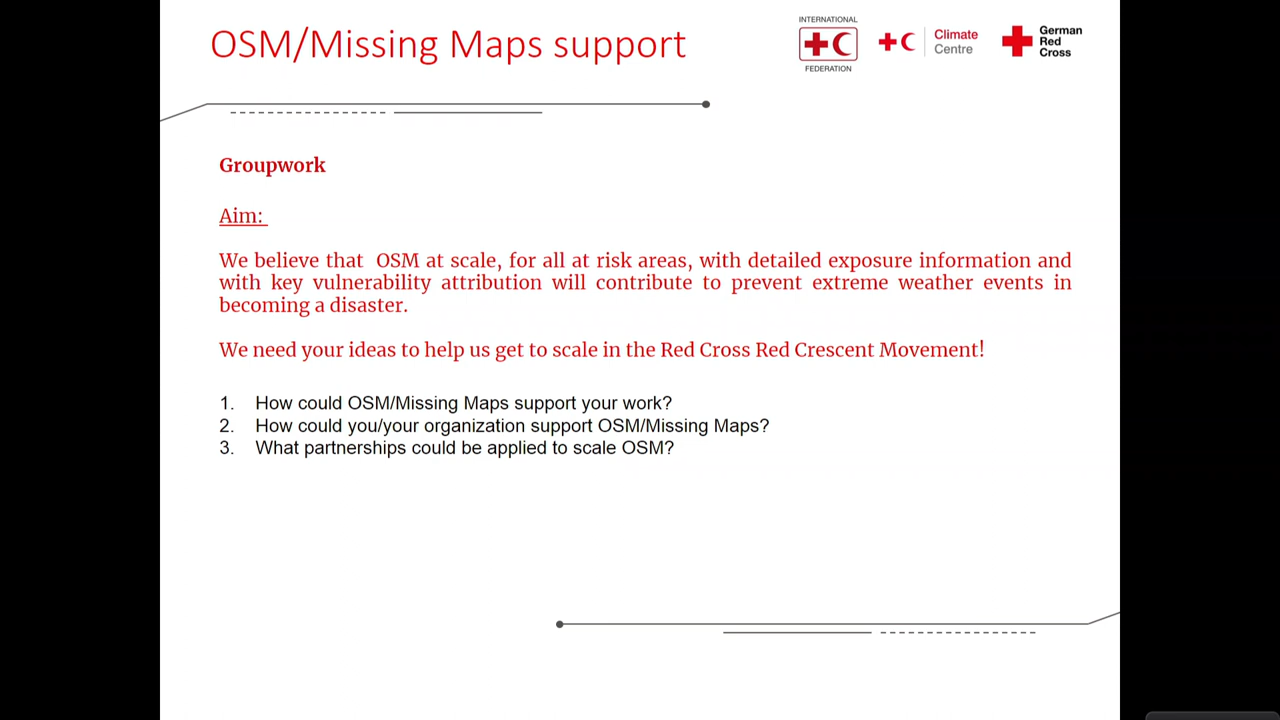 OSM/Missing Maps support
INTERNATIONAL
FEDERATION
Climate
Centre
German
Red
Cross
Groupwork
Aim:
We believe that OSM at scale, for all at risk areas, with detailed exposure information and
with key vulnerability attribution will contribute to prevent extreme weather events in
becoming a disaster.
We need your ideas to help us get to scale in the Red Cross Red Crescent Movement!
1. How could OSM/Missing Maps support your work?
2. How could you/your organization support OSM/Missing Maps?
3. What partnerships could be applied to scale OSM?